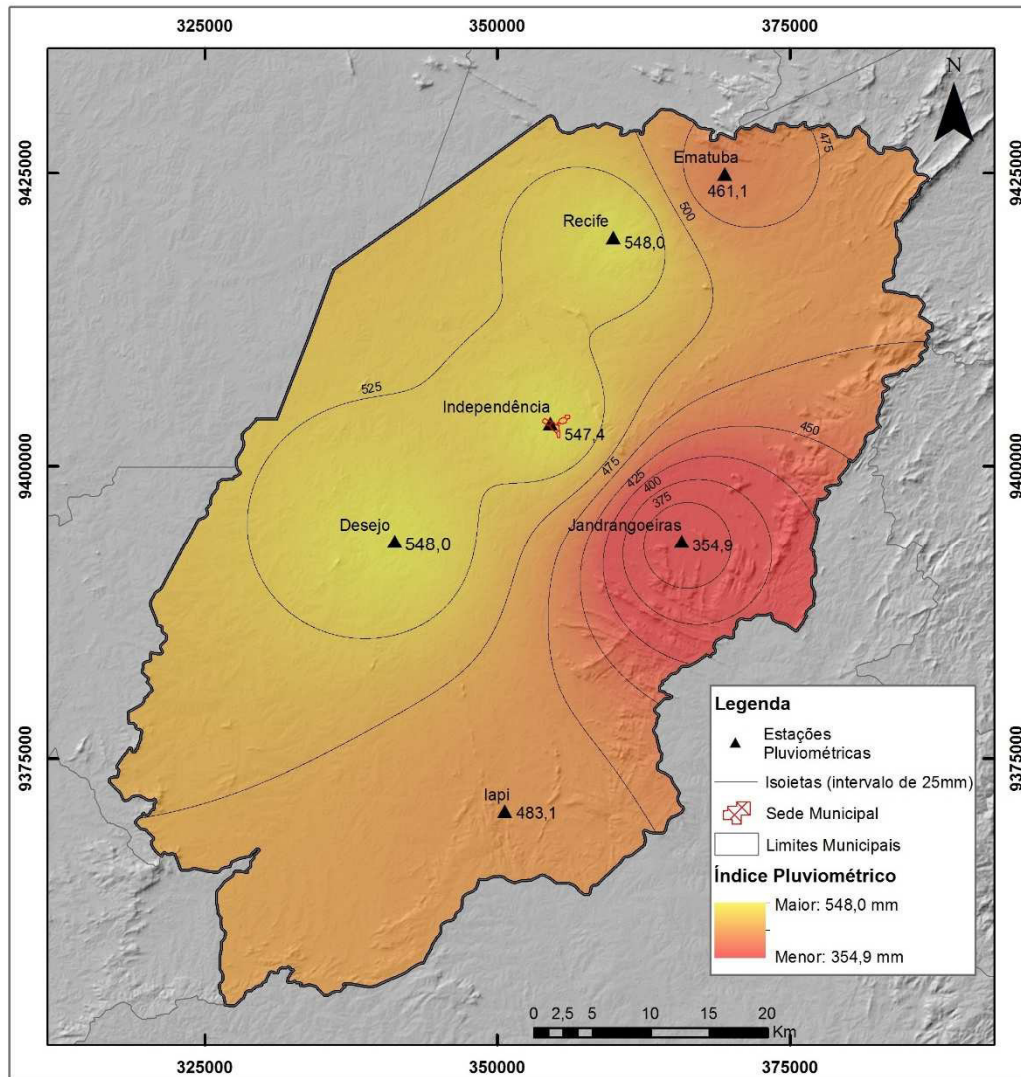 325000
350000
375000
N
475
Ematuba
461,1
9425000
9425000
500
Recife
548,0
525
Independência
547,4
475
450
425
400
375
9400000
9400000
Desejo
548,0
Jandrangoeiras
354,9
Legenda
Estações
Pluviométricas
Isoietas (intervalo de 25mm)
Sede Municipal
Limites Municipais
Índice Pluviométrico
Maior: 548,0 mm
Menor: 354,9 mm
9375000
9375000
Iapi
483,1
0 2,5 5 10 15 20
Km
325000
350000
375000